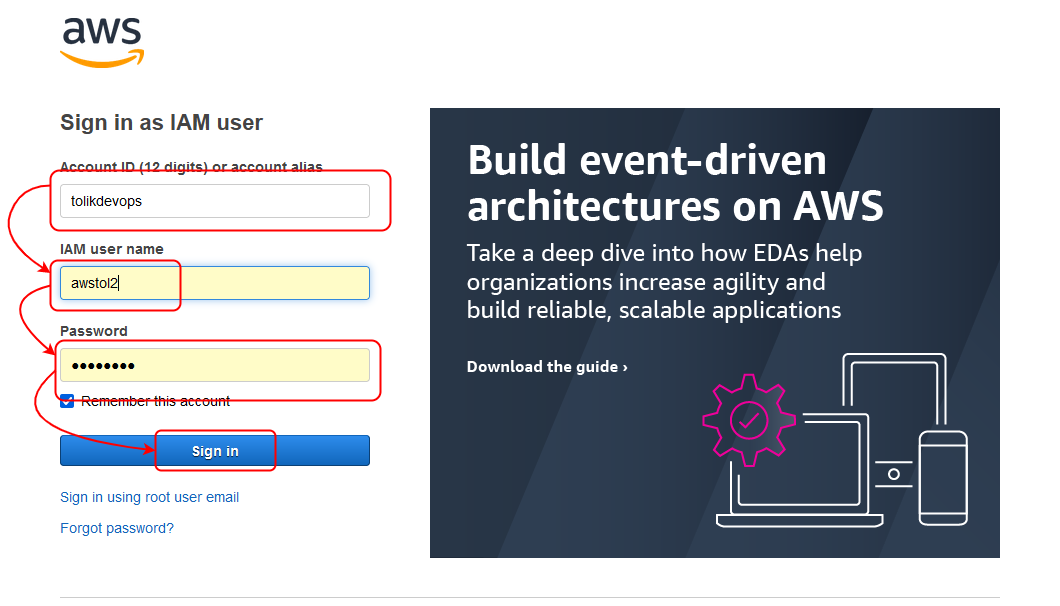 aws
Sign in as IAM user
Account ID (12 digits) or account alias
tolikdevops
IAM user name
awstol2
Password
••••••••
Remember this account
Sign in
Sign in using root user email
Forgot password?
Build event-driven
architectures on AWS
Take a deep dive into how EDAs help
organizations increase agility and
build reliable, scalable applications
Download the guide ›